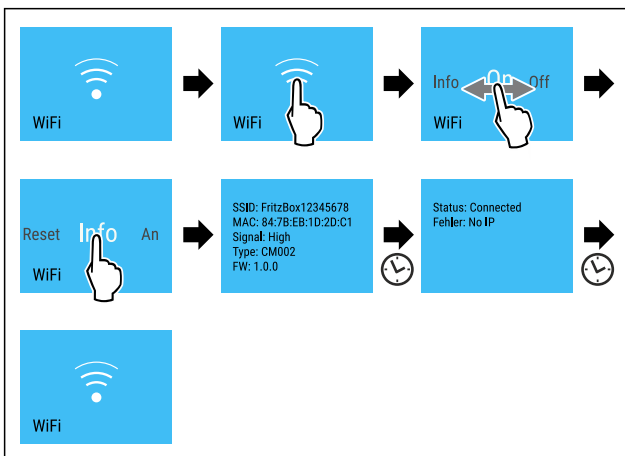 WiFi
WiFi
Info On Off
WiFi
Reset Info An
WiFi
SSID: FritzBox12345678
MAC: 84:7B:EB:1D:2D:C1
Signal: High
Type: CM002
FW: 1.0.0
Status: Connected
Fehler: No IP
WiFi